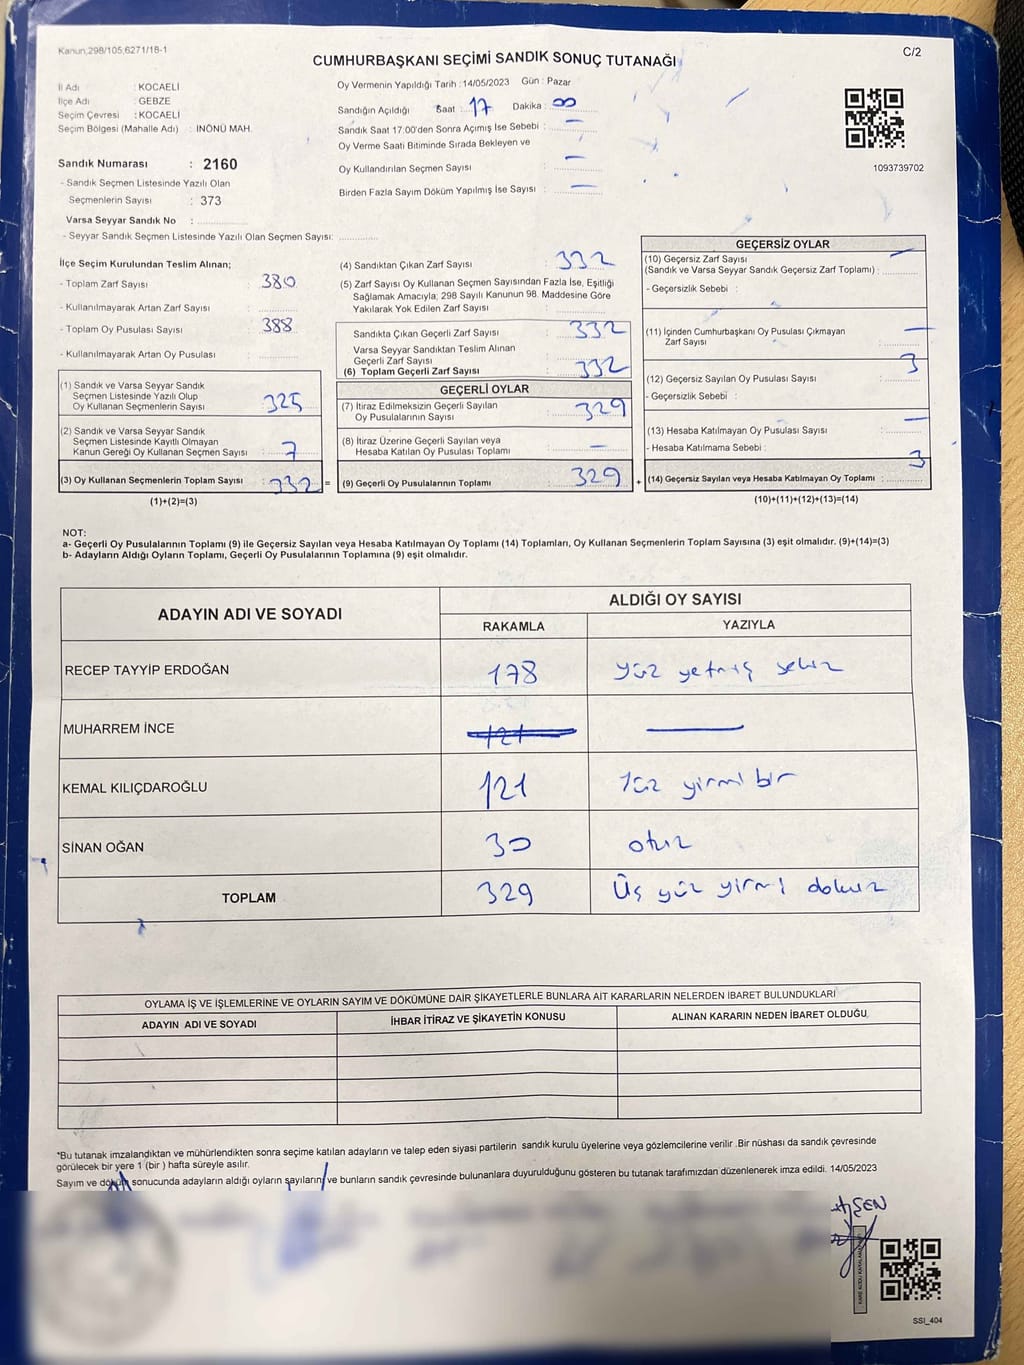 Kanun,298/105,6271/18-1
C/2
CUMHURBAŞKANI SEÇİMİ SANDIK SONUÇ TUTANAĞI
İl Adı : KOCAELİ
İlçe Adı : GEBZE
Seçim Çevresi : KOCAELİ
Seçim Bölgesi (Mahalle Adı) : İNÖNÜ MAH.
Sandık Numarası : 2160
- Sandık Seçmen Listesinde Yazılı Olan
Seçmenlerin Sayısı : 373
Varsa Seyyar Sandık No :
- Seyyar Sandık Seçmen Listesinde Yazılı Olan Seçmen Sayısı:
Oy Vermenin Yapıldığı Tarih : 14/05/2023 Gün : Pazar
Sandığın Açıldığı Saat : 17 Dakika : 00
Sandık Saat 17.00'den Sonra Açımış İse Sebebi : —
Oy Verme Saati Bitiminde Sırada Bekleyen ve
Oy Kullandırılan Seçmen Sayısı : —
Birden Fazla Sayım Döküm Yapılmış İse Sayısı : —
1093739702
İlçe Seçim Kurulundan Teslim Alınan;
- Toplam Zarf Sayısı : 380
- Kullanılmayarak Artan Zarf Sayısı :
- Toplam Oy Pusulası Sayısı : 388
- Kullanılmayarak Artan Oy Pusulası :
(1) Sandık ve Varsa Seyyar Sandık
Seçmen Listesinde Yazılı Olup
Oy Kullanan Seçmenlerin Sayısı : 325
(2) Sandık ve Varsa Seyyar Sandık
Seçmen Listesinde Kayıtlı Olmayan
Kanun Gereği Oy Kullanan Seçmen Sayısı : 7
(3) Oy Kullanan Seçmenlerin Toplam Sayısı : 332 =
(1)+(2)=(3)
(4) Sandıktan Çıkan Zarf Sayısı : 332
(5) Zarf Sayısı Oy Kullanan Seçmen Sayısından Fazla İse, Eşitliği
Sağlamak Amacıyla; 298 Sayılı Kanunun 98. Maddesine Göre
Yakılarak Yok Edilen Zarf Sayısı :
Sandıkta Çıkan Geçerli Zarf Sayısı : 332
Varsa Seyyar Sandıktan Teslim Alınan
Geçerli Zarf Sayısı
(6) Toplam Geçerli Zarf Sayısı : 332
GEÇERLİ OYLAR
(7) İtiraz Edilmeksizin Geçerli Sayılan
Oy Pusulalarının Sayısı : 329
(8) İtiraz Üzerine Geçerli Sayılan veya
Hesaba Katılan Oy Pusulası Toplamı : —
(9) Geçerli Oy Pusulalarının Toplamı : 329 +
GEÇERSİZ OYLAR
(10) Geçersiz Zarf Sayısı
(Sandık ve Varsa Seyyar Sandık Geçersiz Zarf Toplamı) :
- Geçersizlik Sebebi :
(11) İçinden Cumhurbaşkanı Oy Pusulası Çıkmayan
Zarf Sayısı : —
(12) Geçersiz Sayılan Oy Pusulası Sayısı : 3
- Geçersizlik Sebebi :
(13) Hesaba Katılmayan Oy Pusulası Sayısı : —
- Hesaba Katılmama Sebebi :
(14) Geçersiz Sayılan veya Hesaba Katılmayan Oy Toplamı : 3
(10)+(11)+(12)+(13)=(14)
NOT:
a- Geçerli Oy Pusulalarının Toplamı (9) ile Geçersiz Sayılan veya Hesaba Katılmayan Oy Toplamı (14) Toplamları, Oy Kullanan Seçmenlerin Toplam Sayısına (3) eşit olmalıdır. (9)+(14)=(3)
b- Adayların Aldığı Oyların Toplamı, Geçerli Oy Pusulalarının Toplamına (9) eşit olmalıdır.
ADAYIN ADI VE SOYADI
ALDIĞI OY SAYISI
RAKAMLA YAZIYLA
RECEP TAYYİP ERDOĞAN 178 Yüz yetmiş sekiz
MUHARREM İNCE 121 —
KEMAL KILIÇDAROĞLU 121 Yüz yirmi bir
SİNAN OĞAN 30 otuz
TOPLAM 329 Üç yüz yirmi dokuz
OYLAMA İŞ VE İŞLEMLERİNE VE OYLARIN SAYIM VE DÖKÜMÜNE DAİR ŞİKAYETLERLE BUNLARA AİT KARARLARIN NELERDEN İBARET BULUNDUKLARI
ADAYIN ADI VE SOYADI İHBAR İTİRAZ VE ŞİKAYETİN KONUSU ALINAN KARARIN NEDEN İBARET OLDUĞU
*Bu tutanak imzalandıktan ve mühürlendikten sonra seçime katılan adayların ve talep eden siyasi partilerin sandık kurulu üyelerine veya gözlemcilerine verilir .Bir nüshası da sandık çevresinde
görülecek bir yere 1 (bir ) hafta süreyle asılır.
Sayım ve döküm sonucunda adayların aldığı oyların sayılarını ve bunların sandık çevresinde bulunanlara duyurulduğunu gösteren bu tutanak tarafımızdan düzenlenerek imza edildi. 14/05/2023
ŞEN
SSİ_404